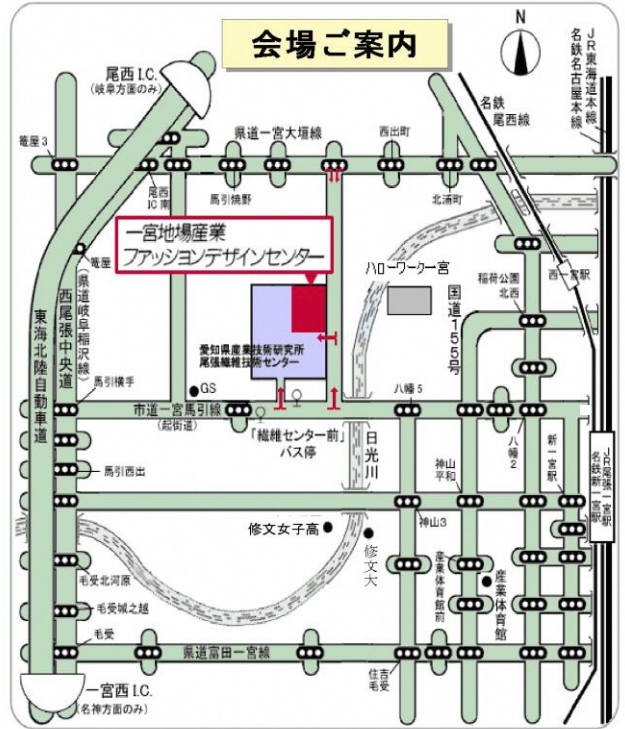 会場ご案内
N
尾西 I.C.
(岐阜方面のみ)
名鉄
尾西線
JR東海道本線
名鉄名古屋本線
篭屋3
県道一宮大垣線
西出町
尾西
IC南
馬引焼野
北浦町
一宮地場産業
ファッションデザインセンター
篭屋
ハローワーク一宮
稲荷公園
北西
西一宮駅
国道155号
(県道岐阜稲沢線)
西尾張中央道
東海北陸自動車道
愛知県産業技術研究所
尾張繊維技術センター
馬引横手
GS
市道一宮馬引線
(起街道)
八幡5
「繊維センター前」
バス停
日光川
八幡2
新一宮駅
JR尾張一宮駅
名鉄新一宮駅
馬引西出
神山
平和
神山3
修文女子高
修文大
産業体育館前
産業体育館
毛受北河原
毛受城之越
毛受
県道富田一宮線
住吉
毛受
一宮西 I.C.
(名神方面のみ)